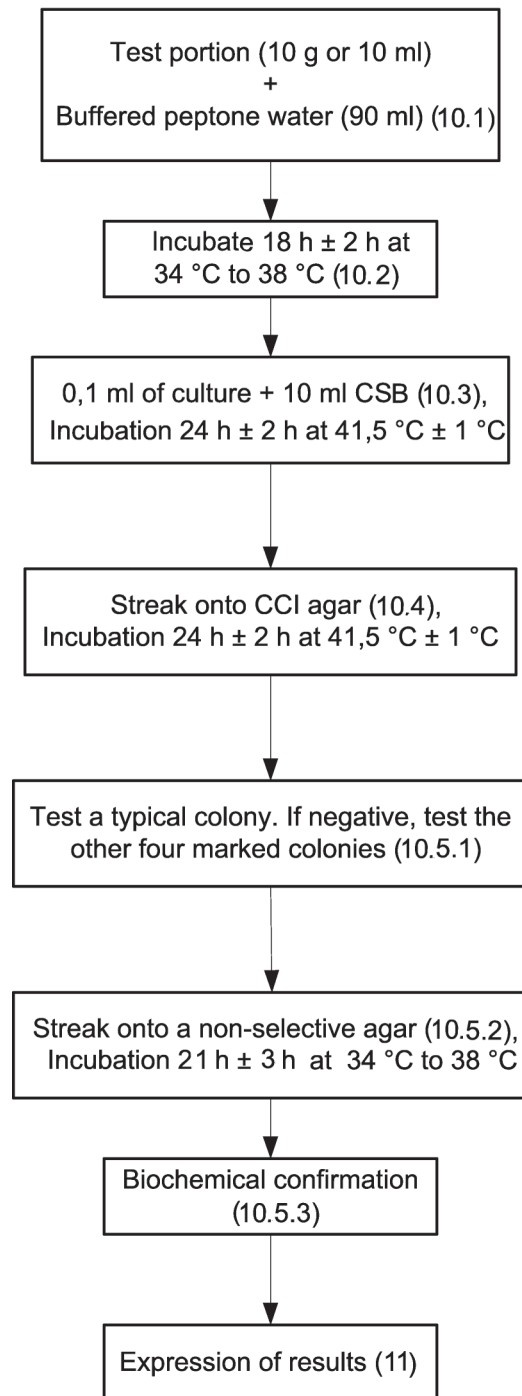 Test portion (10 g or 10 ml)
+
Buffered peptone water (90 ml) (10.1)
Incubate 18 h ± 2 h at
34 °C to 38 °C (10.2)
0,1 ml of culture + 10 ml CSB (10.3),
Incubation 24 h ± 2 h at 41,5 °C ± 1 °C
Streak onto CCI agar (10.4),
Incubation 24 h ± 2 h at 41,5 °C ± 1 °C
Test a typical colony. If negative, test the
other four marked colonies (10.5.1)
Streak onto a non-selective agar (10.5.2),
Incubation 21 h ± 3 h at 34 °C to 38 °C
Biochemical confirmation
(10.5.3)
Expression of results (11)